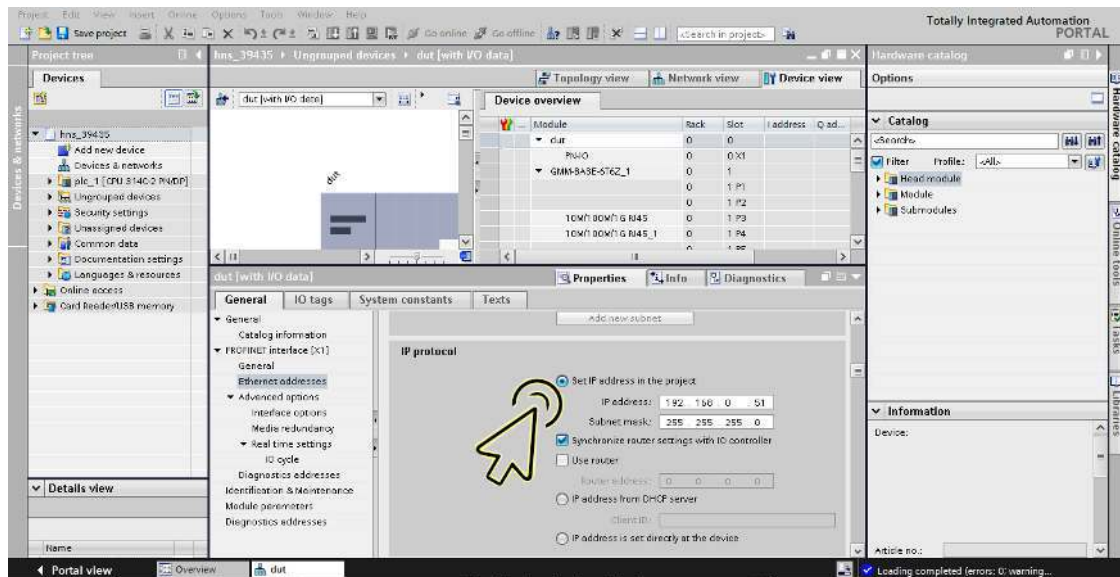 Project Edit View Insert Online Options Tools Window Help
Totally Integrated Automation
PORTAL
Save project
Go online
Go offline
<Search in project>
Project tree
hns_39435 ▸ Ungrouped devices ▸ dut [with I/O data]
Hardware catalog
Devices
Topology view
Network view
Device view
Options
dut [with I/O data]
Device overview
Module
Rack
Slot
I address
Q ad...
Catalog
<Search>
Filter
Profile:
<All>
Head module
Module
Submodules
dut 0 0
PN-IO 0 0 X1
GMM-BASE-6T6Z_1 0 1
0 1 P1
0 1 P2
10M/100M/1G RJ45 0 1 P3
10M/100M/1G RJ45_1 0 1 P4
dut
Devices & networks
hns_39435
Add new device
Devices & networks
plc_1 [CPU 314C-2 PN/DP]
Ungrouped devices
Security settings
Unassigned devices
Common data
Documentation settings
Languages & resources
Online access
Card Reader/USB memory
Details view
Name
dut [with I/O data]
Properties
Info
Diagnostics
General
IO tags
System constants
Texts
General
Catalog information
PROFINET interface [X1]
General
Ethernet addresses
Advanced options
Interface options
Media redundancy
Real time settings
IO cycle
Diagnostics addresses
Identification & Maintenance
Module parameters
Diagnostics addresses
Add new subnet
IP protocol
Set IP address in the project
IP address: 192 . 168 . 0 . 51
Subnet mask: 255 . 255 . 255 . 0
Synchronize router settings with IO controller
Use router
Router address: 0 . 0 . 0 . 0
IP address from DHCP server
Client ID:
IP address is set directly at the device
Information
Device:
Article no.:
Hardware catalog
Online tools
Tasks
Libraries
Portal view
Overview
dut
Loading completed (errors: 0; warning...